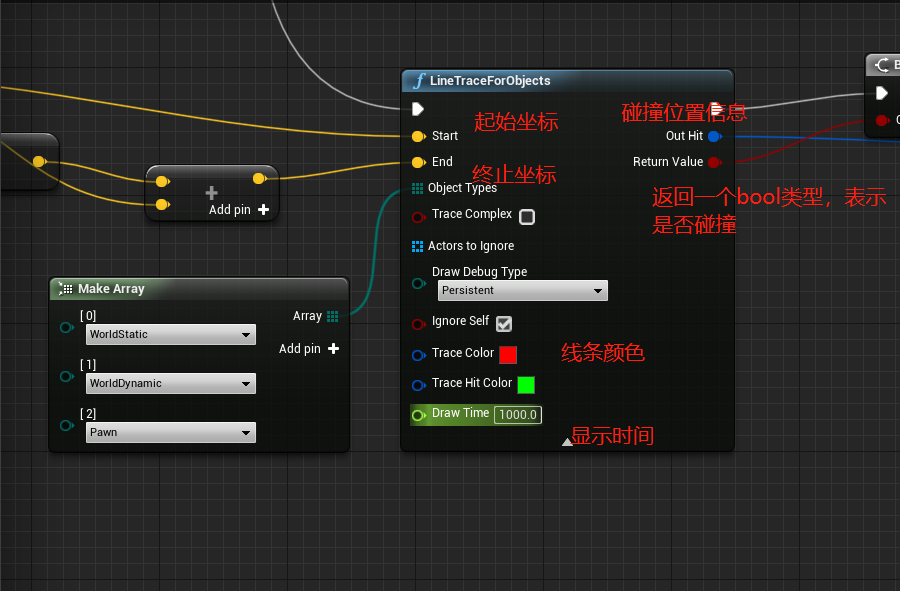 LineTraceForObjects
B
起始坐标
碰撞位置信息
Start
Out Hit
End
Return Value
终止坐标
Object Types
返回一个bool类型，表示
是否碰撞
Add pin
Trace Complex
Actors to Ignore
Draw Debug Type
Persistent
Ignore Self
Trace Color
线条颜色
Trace Hit Color
Draw Time 1000.0
显示时间
Make Array
[0]
Array
WorldStatic
Add pin
[1]
WorldDynamic
[2]
Pawn